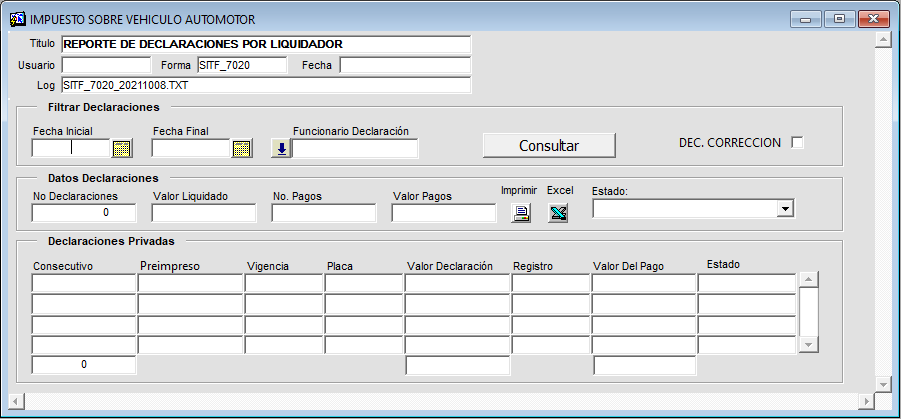 IMPUESTO SOBRE VEHICULO AUTOMOTOR
Titulo REPORTE DE DECLARACIONES POR LIQUIDADOR
Usuario Forma SITF_7020 Fecha
Log SITF_7020_20211008.TXT
Filtrar Declaraciones
Fecha Inicial Fecha Final Funcionario Declaración
Consultar DEC. CORRECCION
Datos Declaraciones
No Declaraciones Valor Liquidado No. Pagos Valor Pagos Imprimir Excel Estado:
0
Declaraciones Privadas
Consecutivo Preimpreso Vigencia Placa Valor Declaración Registro Valor Del Pago Estado
0